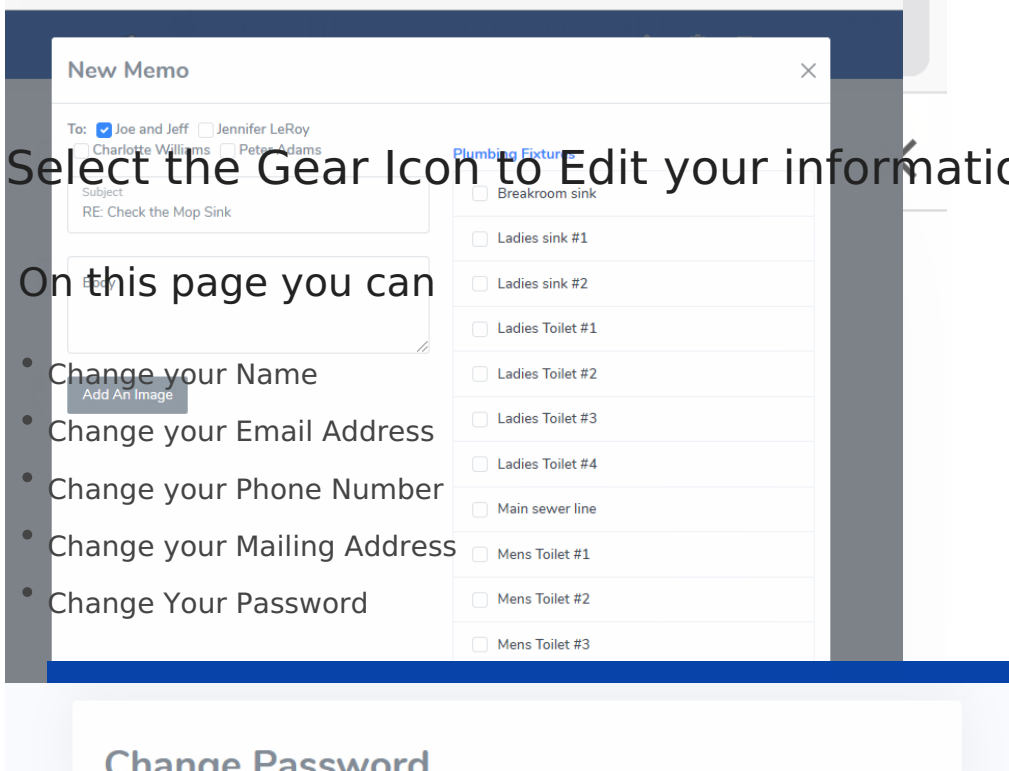 New Memo
To: Joe and Jeff Jennifer LeRoy
Charlotte Williams Peter Adams
Plumbing Fixtures
Select the Gear Icon to Edit your informatio
Subject
RE: Check the Mop Sink
Breakroom sink
Ladies sink #1
On this page you can
Body
Ladies sink #2
Ladies Toilet #1
Change your Name
Ladies Toilet #2
Add An Image
Ladies Toilet #3
Change your Email Address
Ladies Toilet #4
Change your Phone Number
Main sewer line
Change your Mailing Address
Mens Toilet #1
Change Your Password
Mens Toilet #2
Mens Toilet #3
Change Password